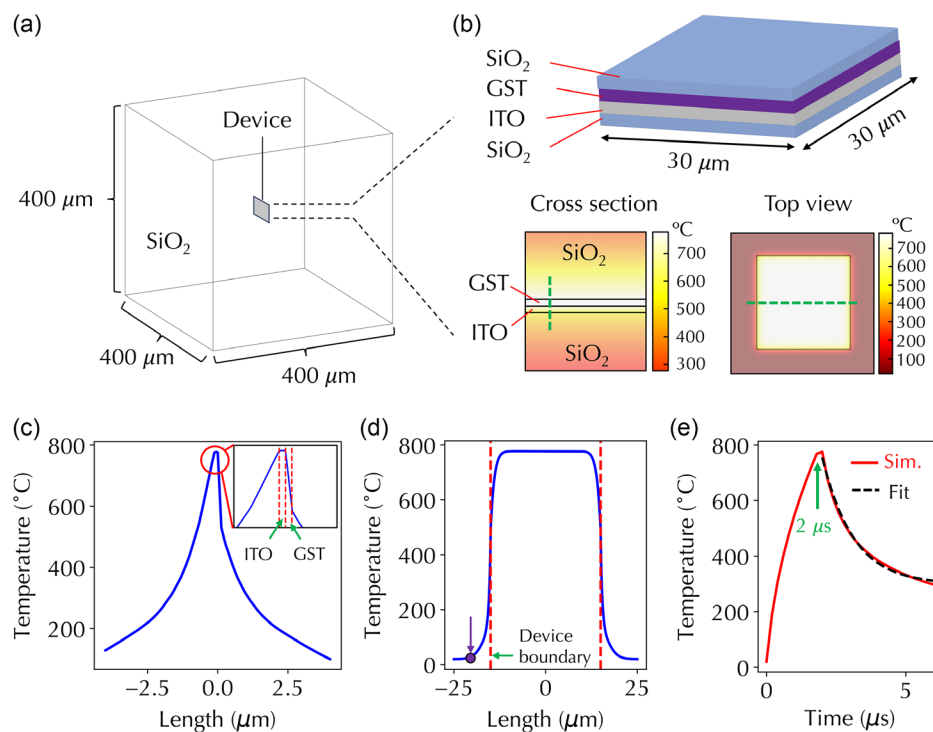 (a)
Device
400 μm
SiO₂
400 μm
400 μm
(b)
SiO₂
GST
ITO
SiO₂
30 μm
30 μm
Cross section
SiO₂
GST
ITO
SiO₂
ºC
700
600
500
400
300
Top view
ºC
700
600
500
400
300
200
100
(c)
Temperature (°C)
800
600
400
200
−2.5
0.0
2.5
Length (μm)
ITO
GST
(d)
Temperature (°C)
800
600
400
200
0
−25
0
25
Length (μm)
Device
boundary
(e)
Temperature (°C)
800
600
400
200
0
0
5
Time (μs)
Sim.
Fit
2 μs